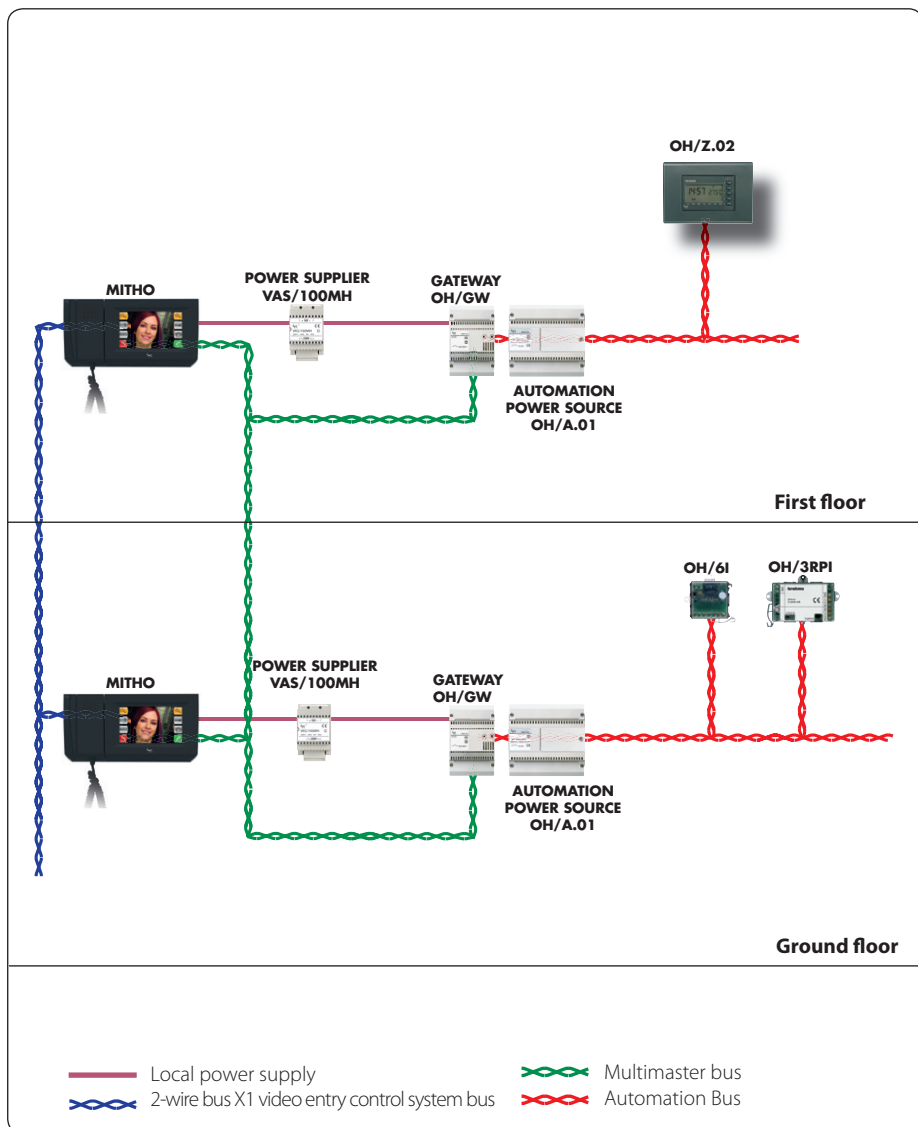 OH/Z.02
MITHO
POWER SUPPLIER
VAS/100MH
GATEWAY
OH/GW
AUTOMATION
POWER SOURCE
OH/A.01
First floor
OH/6I
OH/3RPI
MITHO
POWER SUPPLIER
VAS/100MH
GATEWAY
OH/GW
AUTOMATION
POWER SOURCE
OH/A.01
Ground floor
Local power supply
2-wire bus X1 video entry control system bus
Multimaster bus
Automation Bus